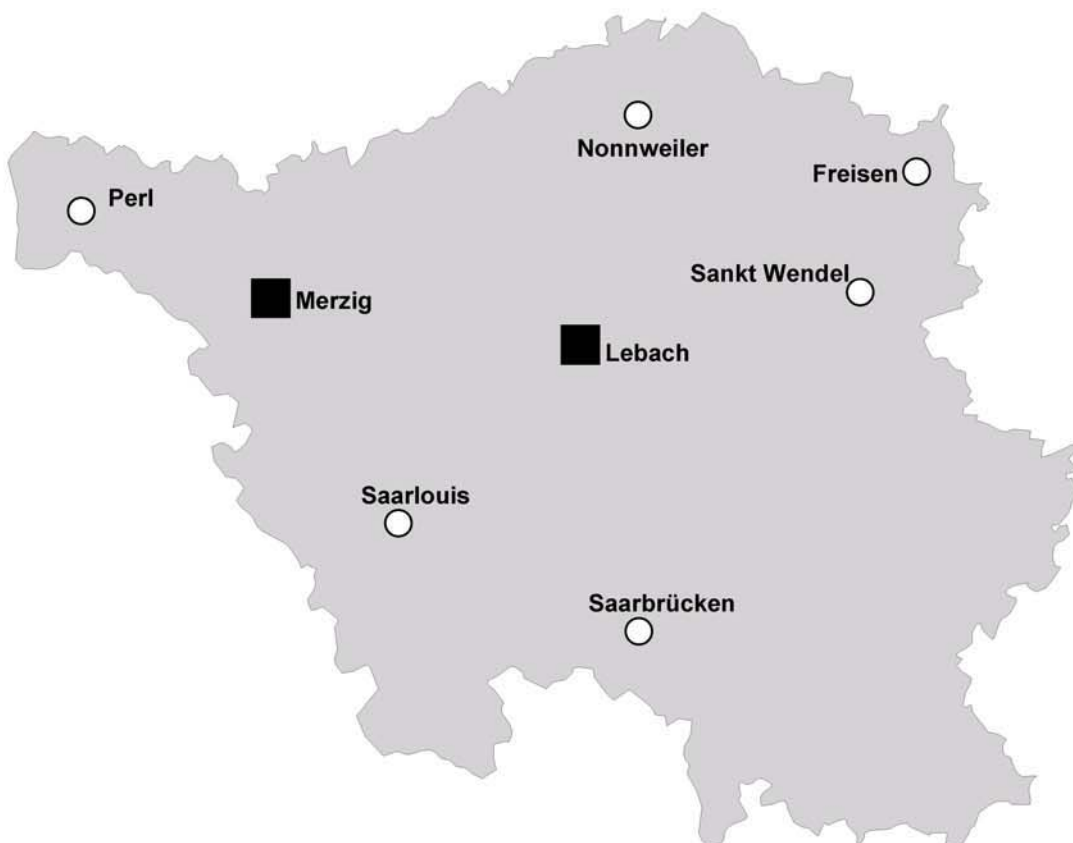 Nonnweiler
Freisen
Perl
Sankt Wendel
Merzig
Lebach
Saarlouis
Saarbrücken